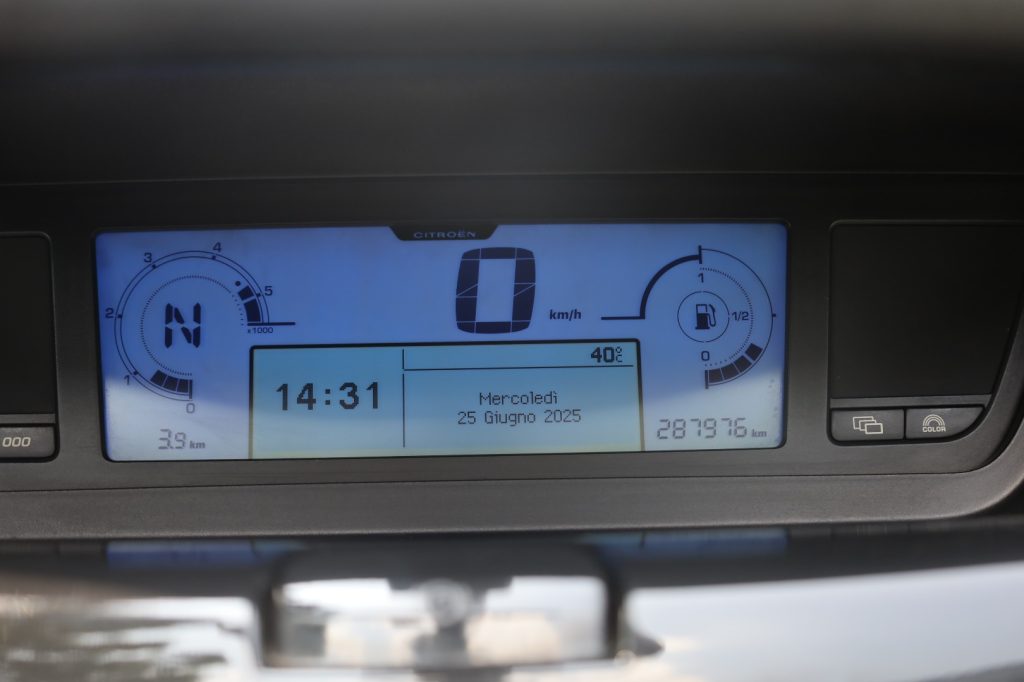 CITROËN
4
3
5
2
N
x1000
1
0
0 km/h
1
1/2
0
40°C
14:31
Mercoledì
25 Giugno 2025
3.9 km
287976 km
000
COLOR